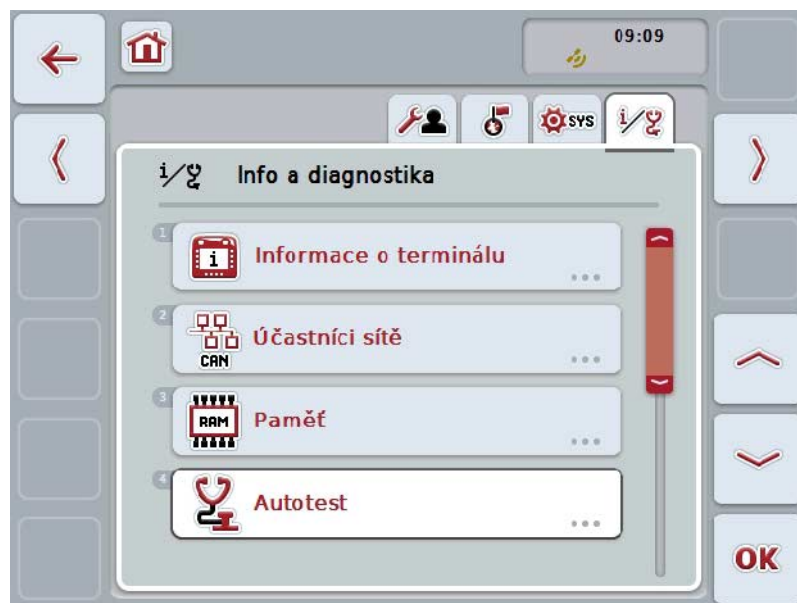 09:09
SYS
i
Info a diagnostika
1
i
Informace o terminálu
2
CAN
Účastníci sítě
3
RAM
Paměť
4
Autotest
OK